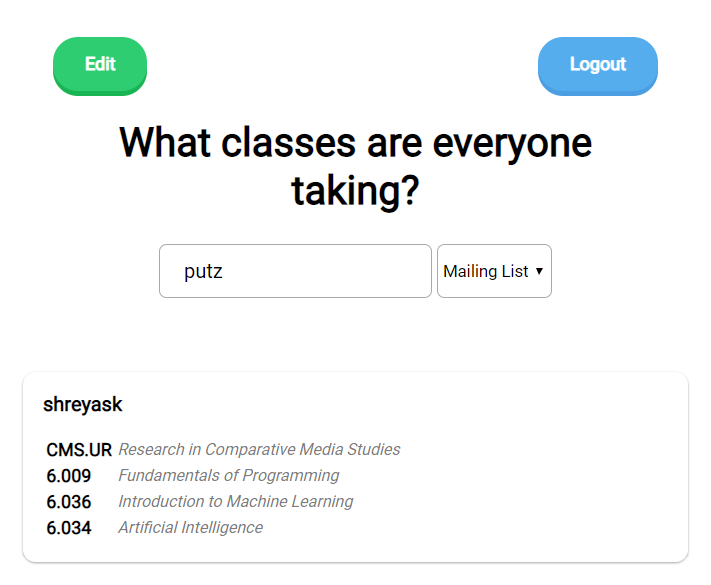 Edit
Logout
What classes are everyone
taking?
putz
Mailing List
shreyask
CMS.UR Research in Comparative Media Studies
6.009 Fundamentals of Programming
6.036 Introduction to Machine Learning
6.034 Artificial Intelligence